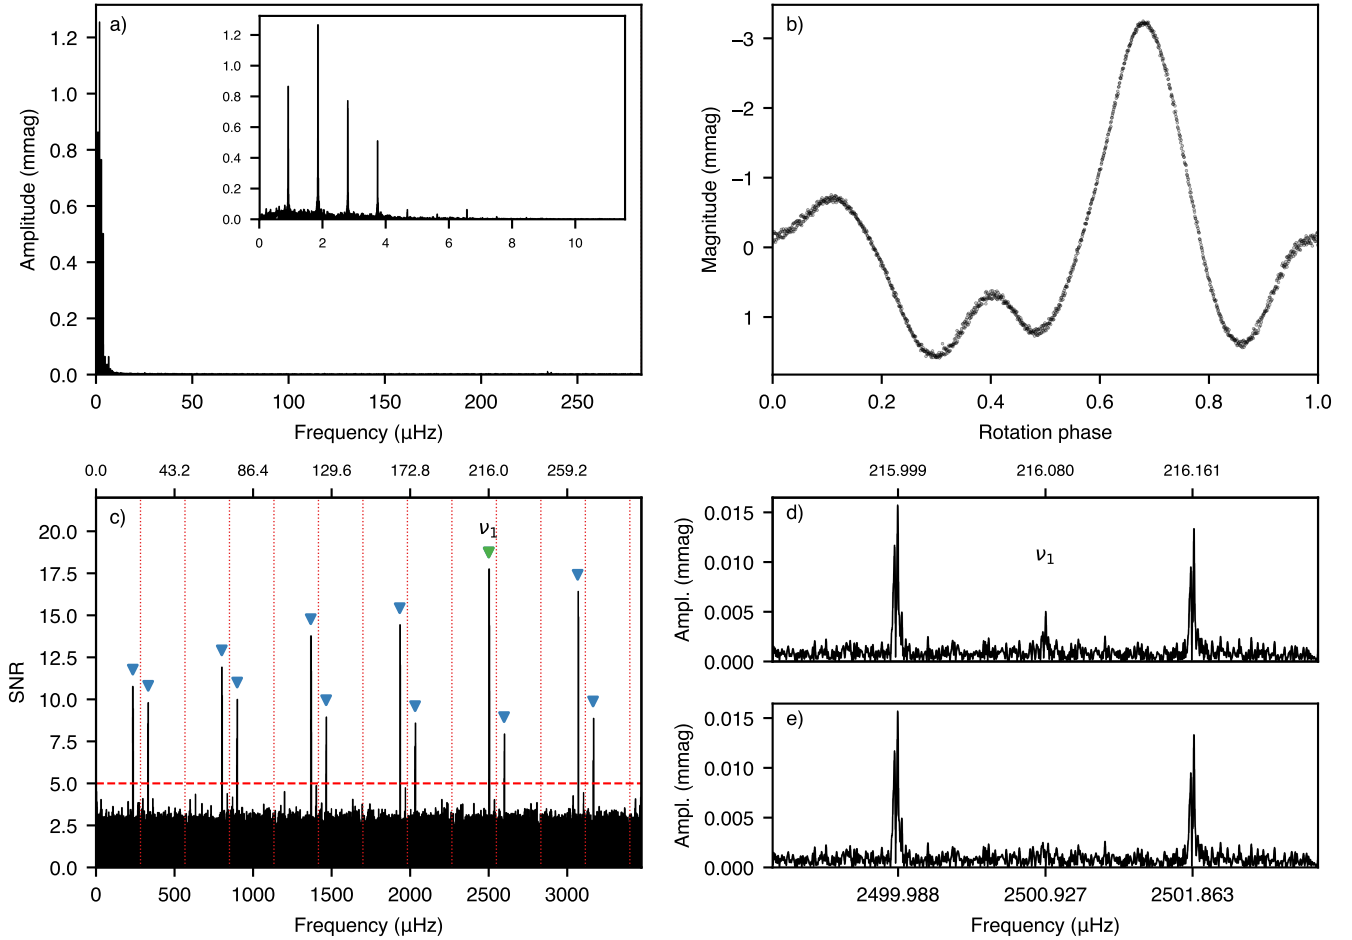 a)
Amplitude (mmag)
1.2
1.0
0.8
0.6
0.4
0.2
0.0
0 50 100 150 200 250
Frequency (μHz)
1.2
1.0
0.8
0.6
0.4
0.2
0.0
0 2 4 6 8 10
b)
Magnitude (mmag)
−3
−2
−1
0
1
0.0 0.2 0.4 0.6 0.8 1.0
Rotation phase
0.0 43.2 86.4 129.6 172.8 216.0 259.2
c)
ν1
SNR
20.0
17.5
15.0
12.5
10.0
7.5
5.0
2.5
0.0
0 500 1000 1500 2000 2500 3000
Frequency (μHz)
215.999 216.080 216.161
d)
ν1
Ampl. (mmag)
0.015
0.010
0.005
0.000
e)
Ampl. (mmag)
0.015
0.010
0.005
0.000
2499.988 2500.927 2501.863
Frequency (μHz)